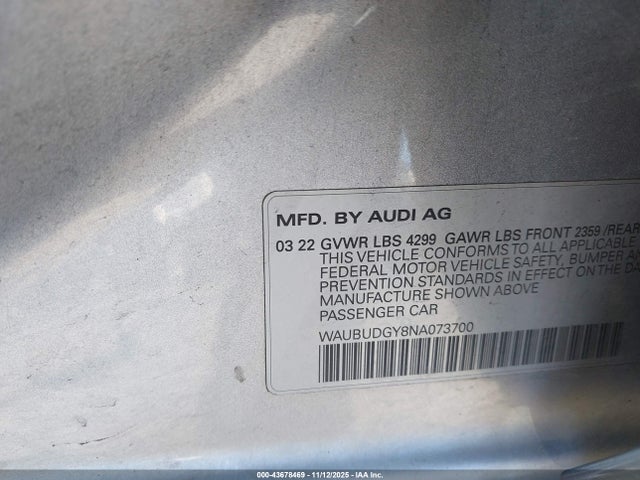 MFD. BY AUDI AG
03 22 GVWR LBS 4299 GAWR LBS FRONT 2359 /REAR
THIS VEHICLE CONFORMS TO ALL APPLICABLE
FEDERAL MOTOR VEHICLE SAFETY, BUMPER
PREVENTION STANDARDS IN EFFECT ON THE
MANUFACTURE SHOWN ABOVE
PASSENGER CAR
WAUBUDGY8NA073700
000-43678469 - 11/12/2025 - IAA Inc.